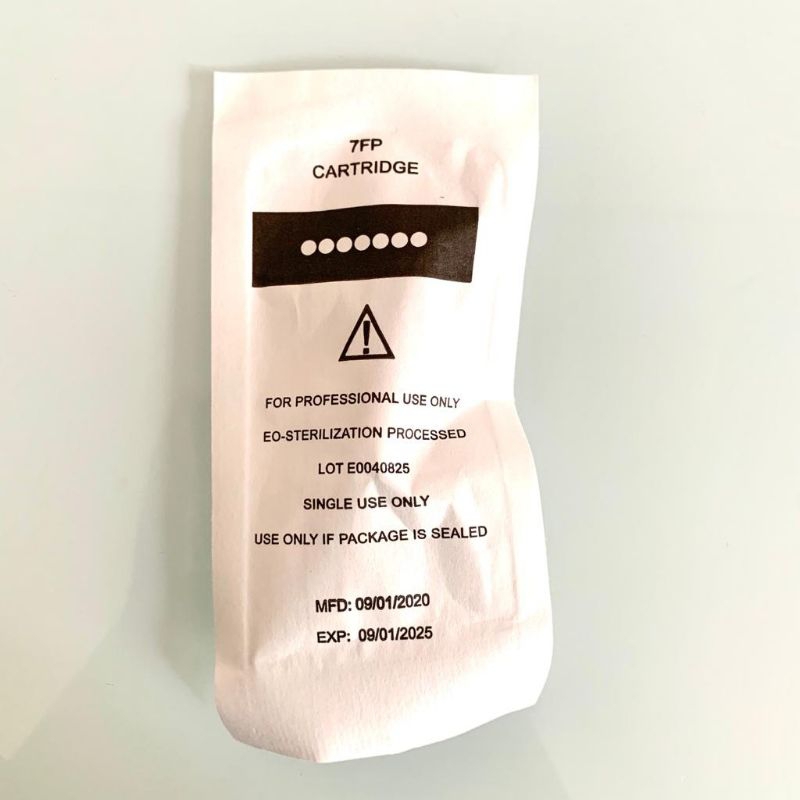 7FP
CARTRIDGE
FOR PROFESSIONAL USE ONLY
EO-STERILIZATION PROCESSED
LOT E0040825
SINGLE USE ONLY
USE ONLY IF PACKAGE IS SEALED
MFD: 09/01/2020
EXP: 09/01/2025